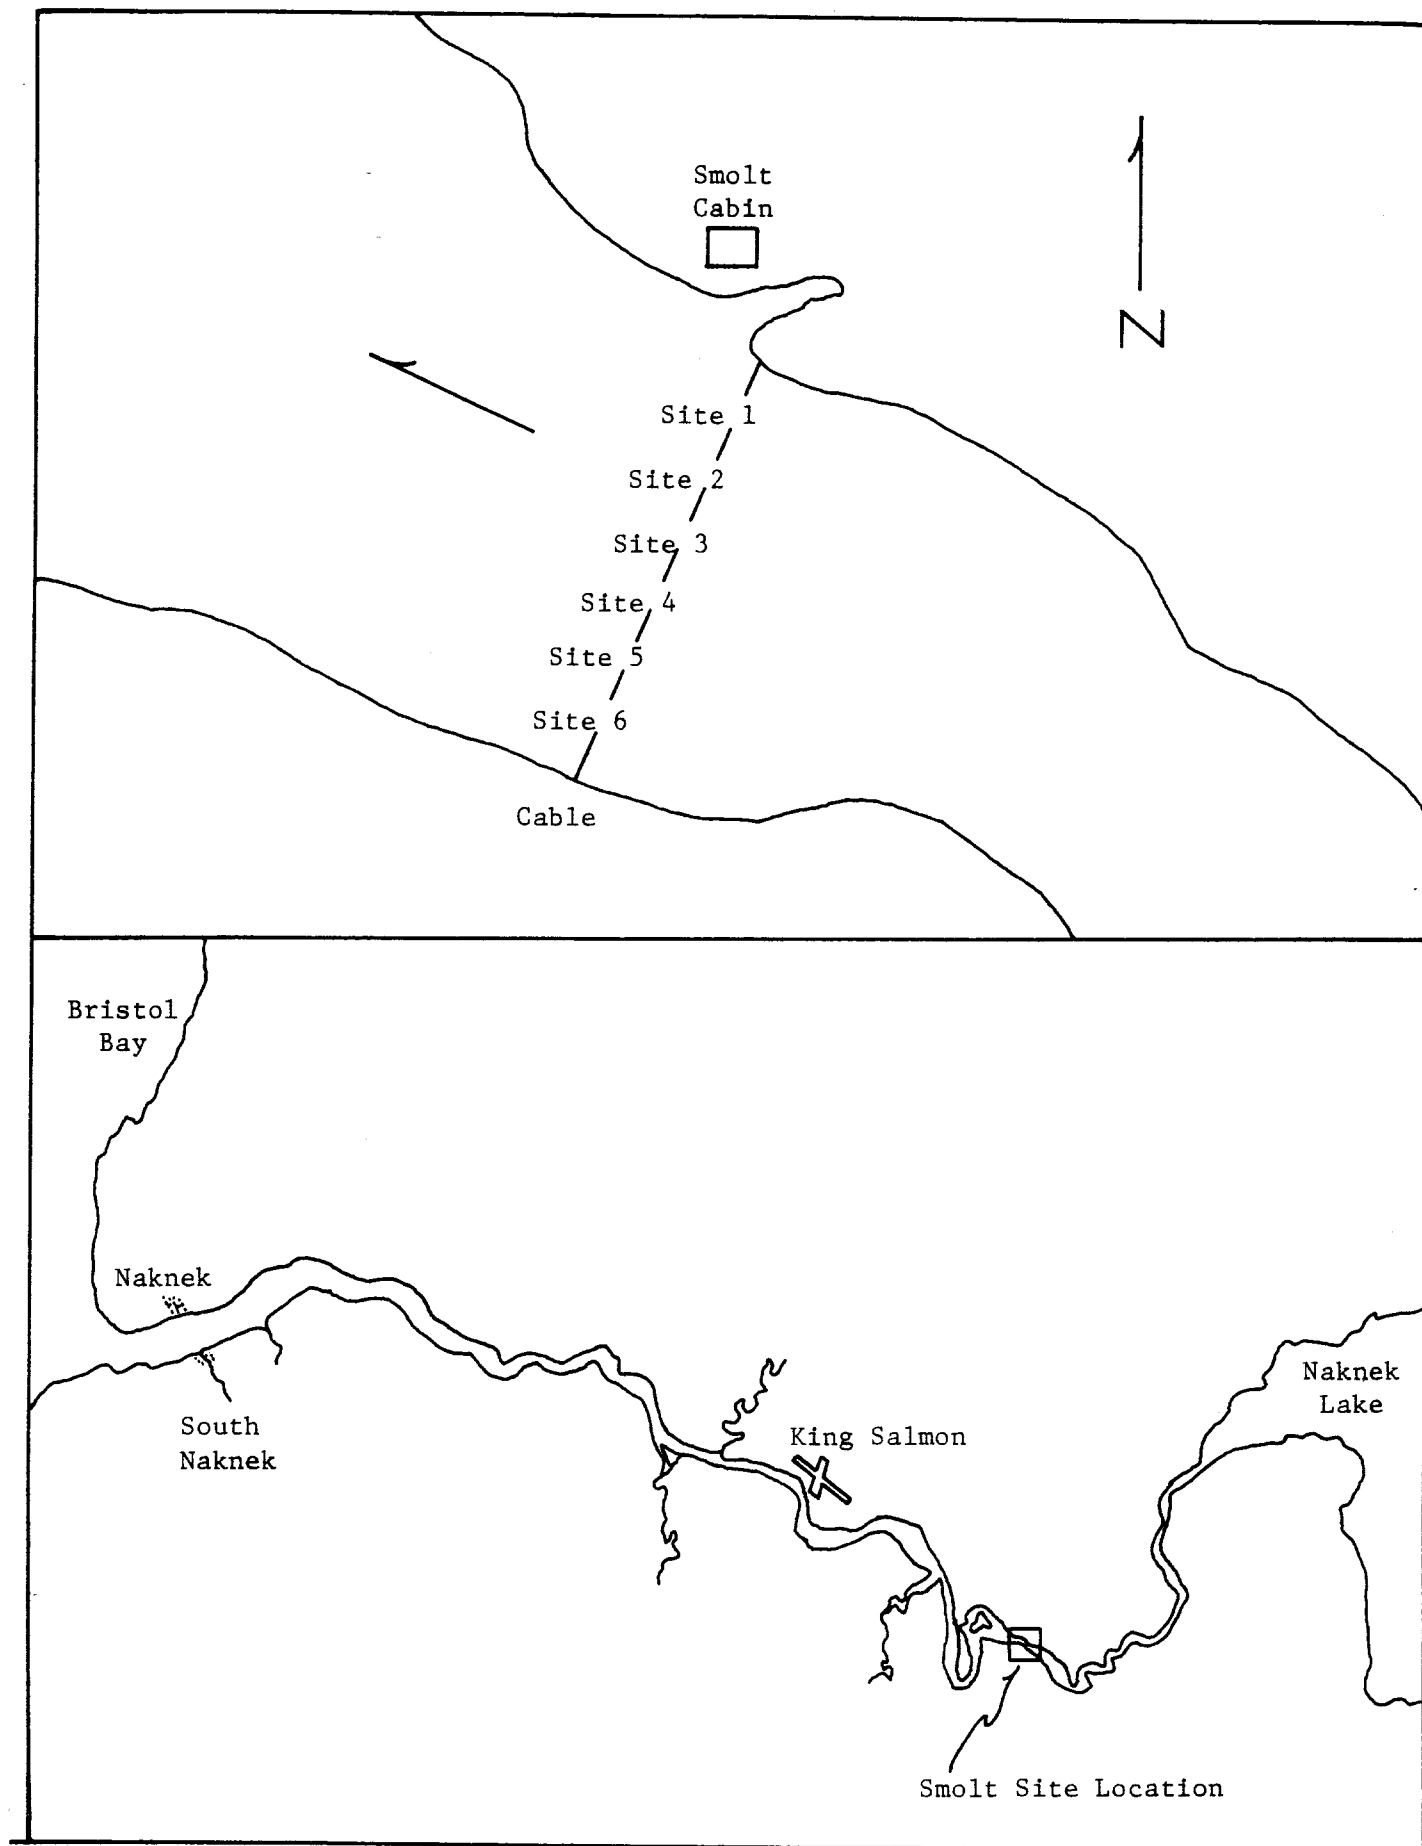 Smolt
Cabin
N
Site 1
Site 2
Site 3
Site 4
Site 5
Site 6
Cable
Bristol
Bay
Naknek
South
Naknek
King Salmon
Naknek
Lake
Smolt Site Location